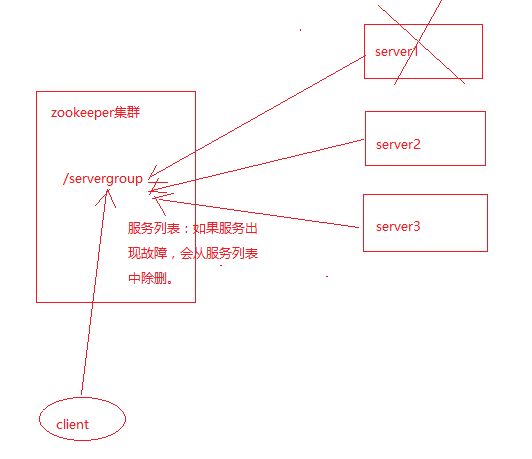 server1
zookeeper集群
server2
/servergroup
server3
服务列表：如果服务出
现故障，会从服务列表
中除删。
client